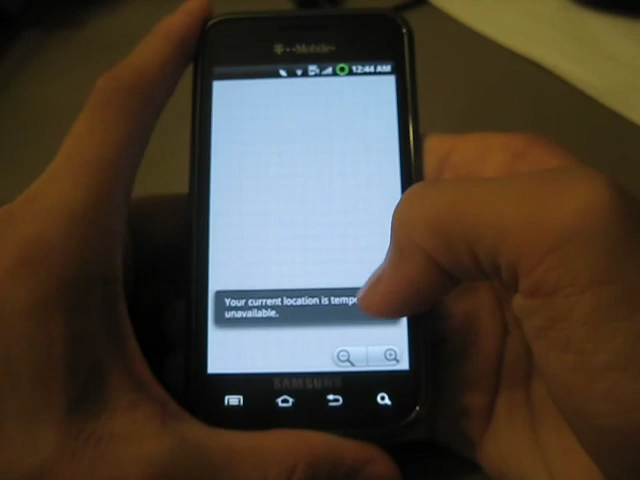 T··Mobile·
12:44 AM
Your current location is temp
unavailable.
SAMSUNG